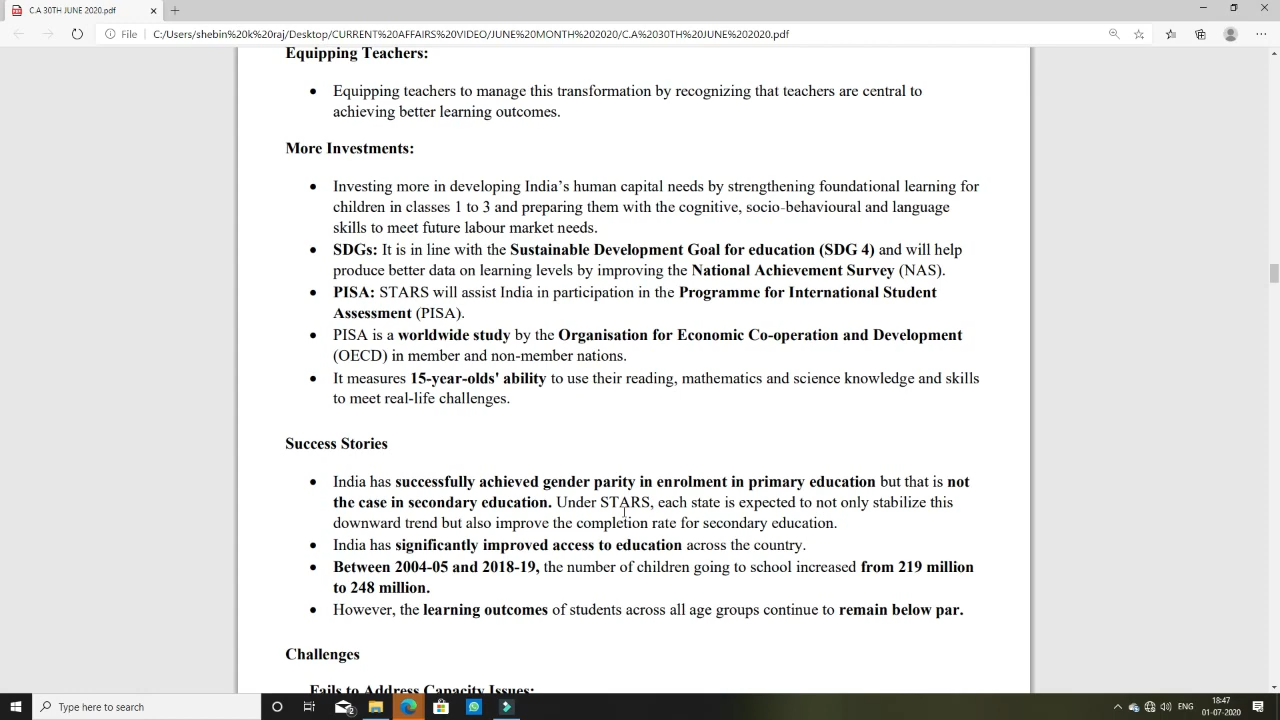 C.A 30TH JUNE 2020.pdf
File
C:/Users/shebin%20k%20raj/Desktop/CURRENT%20AFFAIRS%20VIDEO/JUNE%20MONTH%202020/C.A%2030TH%20JUNE%202020.pdf
Equipping Teachers:
• Equipping teachers to manage this transformation by recognizing that teachers are central to
achieving better learning outcomes.
More Investments:
• Investing more in developing India’s human capital needs by strengthening foundational learning for
children in classes 1 to 3 and preparing them with the cognitive, socio-behavioural and language
skills to meet future labour market needs.
• SDGs: It is in line with the Sustainable Development Goal for education (SDG 4) and will help
produce better data on learning levels by improving the National Achievement Survey (NAS).
• PISA: STARS will assist India in participation in the Programme for International Student
Assessment (PISA).
• PISA is a worldwide study by the Organisation for Economic Co-operation and Development
(OECD) in member and non-member nations.
• It measures 15-year-olds' ability to use their reading, mathematics and science knowledge and skills
to meet real-life challenges.
Success Stories
• India has successfully achieved gender parity in enrolment in primary education but that is not
the case in secondary education. Under STARS, each state is expected to not only stabilize this
downward trend but also improve the completion rate for secondary education.
• India has significantly improved access to education across the country.
• Between 2004-05 and 2018-19, the number of children going to school increased from 219 million
to 248 million.
• However, the learning outcomes of students across all age groups continue to remain below par.
Challenges
Fails to Address Capacity Issues:
Type here to search
2
ENG
18:47
01-07-2020